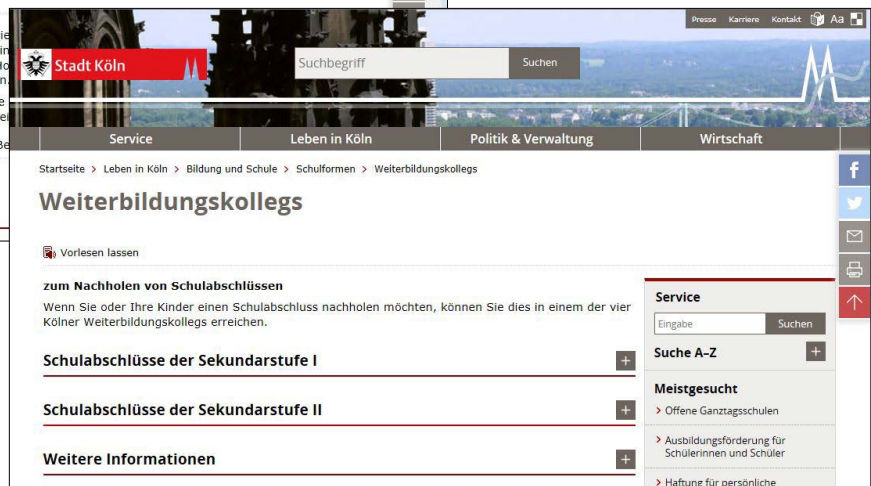 Presse Karriere Kontakt Aa
Stadt Köln
Suchbegriff Suchen
Service Leben in Köln Politik & Verwaltung Wirtschaft
Startseite > Leben in Köln > Bildung und Schule > Schulformen > Weiterbildungskollegs
Weiterbildungskollegs
Vorlesen lassen
zum Nachholen von Schulabschlüssen
Wenn Sie oder Ihre Kinder einen Schulabschluss nachholen möchten, können Sie dies in einem der vier
Kölner Weiterbildungskollegs erreichen.
Schulabschlüsse der Sekundarstufe I +
Schulabschlüsse der Sekundarstufe II +
Weitere Informationen +
Service
Eingabe Suchen
Suche A–Z +
Meistgesucht
> Offene Ganztagsschulen
> Ausbildungsförderung für
Schülerinnen und Schüler
> Haftung für persönliche